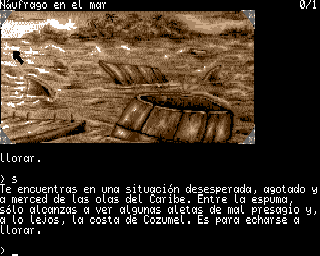 Náufrago en el mar 0/1
llorar.
) s
Te encuentras en una situación desesperada, agotado y
a merced de las olas del Caribe. Entre la espuma,
sólo alcanzas a ver algunas aletas de mal presagio y,
a lo lejos, la costa de Cozumel. Es para echarse a
llorar.
)